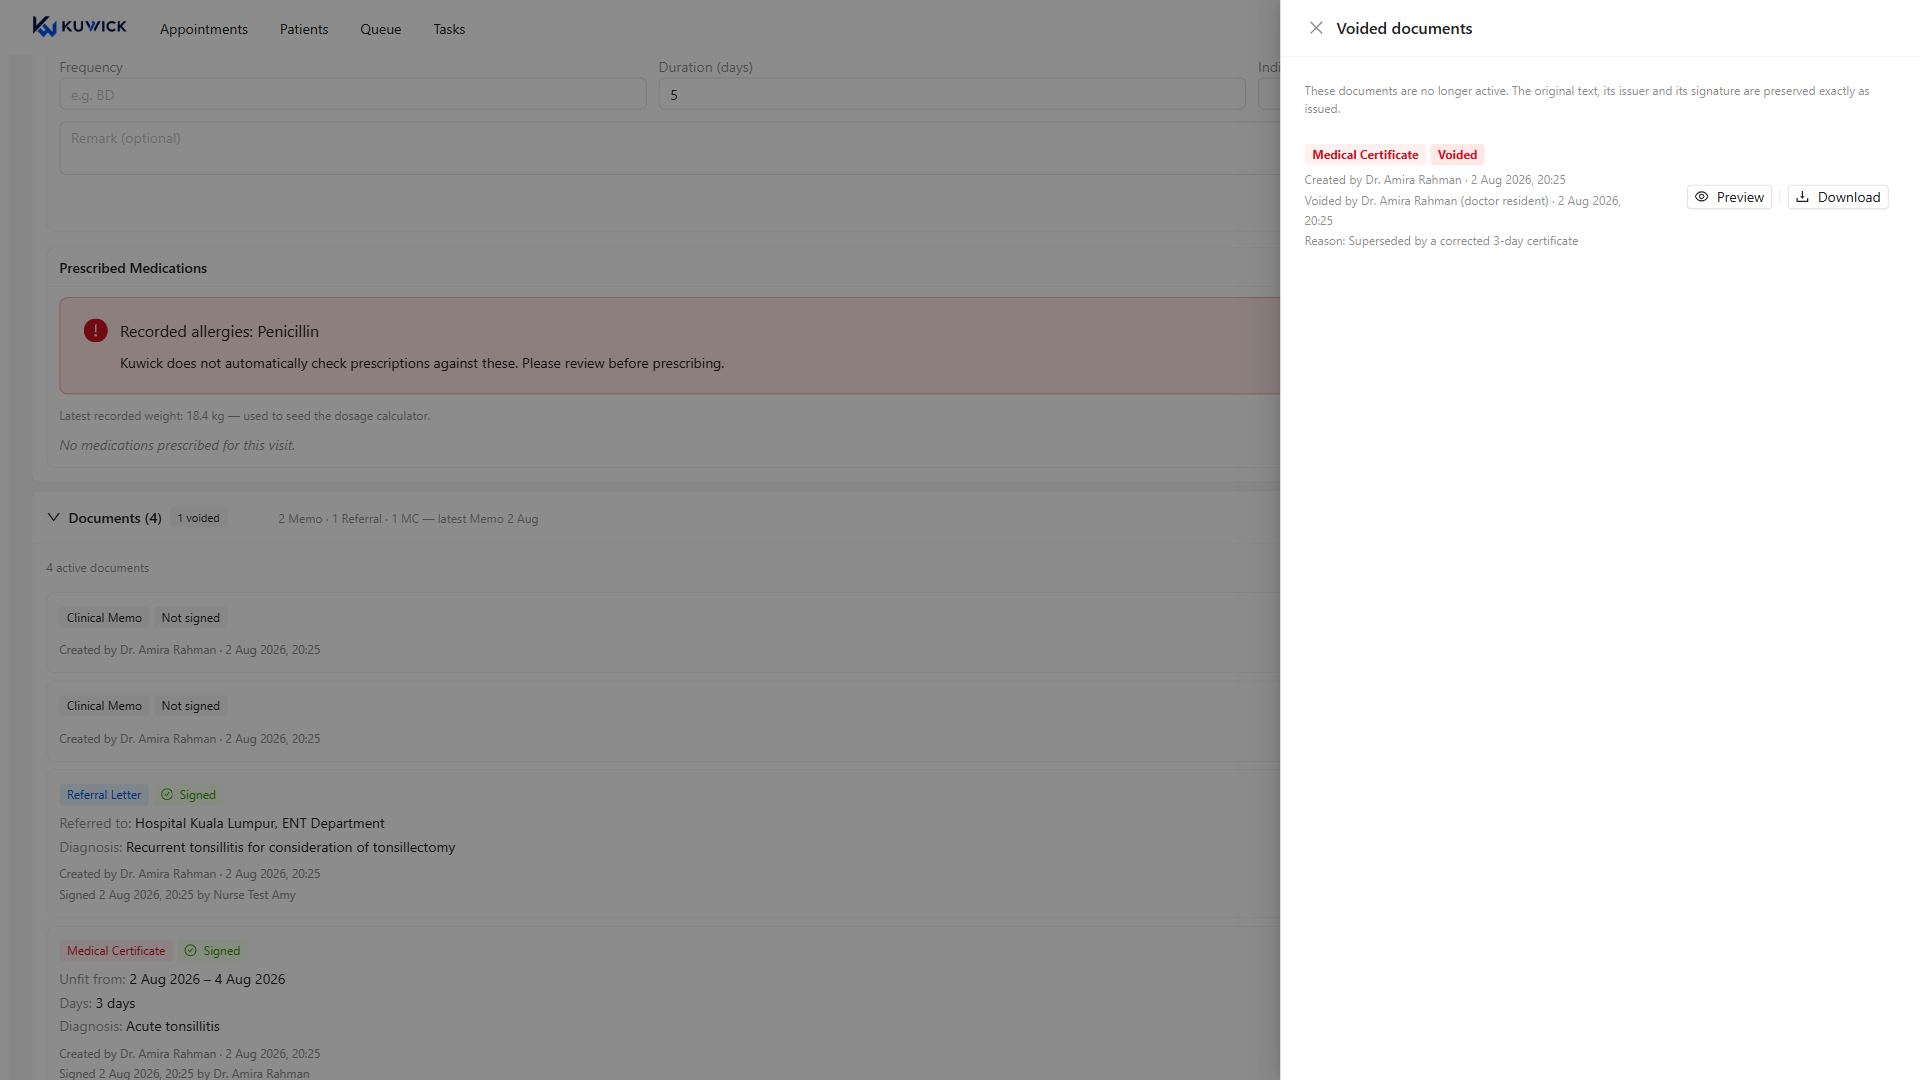 KUWICK
Appointments
Patients
Queue
Tasks
Frequency
e.g. BD
Duration (days)
5
Indi
Remark (optional)
Prescribed Medications
Recorded allergies: Penicillin
Kuwick does not automatically check prescriptions against these. Please review before prescribing.
Latest recorded weight: 18.4 kg — used to seed the dosage calculator.
No medications prescribed for this visit.
Documents (4)
1 voided
2 Memo · 1 Referral · 1 MC — latest Memo 2 Aug
4 active documents
Clinical Memo
Not signed
Created by Dr. Amira Rahman · 2 Aug 2026, 20:25
Clinical Memo
Not signed
Created by Dr. Amira Rahman · 2 Aug 2026, 20:25
Referral Letter
Signed
Referred to: Hospital Kuala Lumpur, ENT Department
Diagnosis: Recurrent tonsillitis for consideration of tonsillectomy
Created by Dr. Amira Rahman · 2 Aug 2026, 20:25
Signed 2 Aug 2026, 20:25 by Nurse Test Amy
Medical Certificate
Signed
Unfit from: 2 Aug 2026 – 4 Aug 2026
Days: 3 days
Diagnosis: Acute tonsillitis
Created by Dr. Amira Rahman · 2 Aug 2026, 20:25
Signed 2 Aug 2026, 20:25 by Dr. Amira Rahman
Voided documents
These documents are no longer active. The original text, its issuer and its signature are preserved exactly as
issued.
Medical Certificate
Voided
Created by Dr. Amira Rahman · 2 Aug 2026, 20:25
Voided by Dr. Amira Rahman (doctor resident) · 2 Aug 2026,
20:25
Reason: Superseded by a corrected 3-day certificate
Preview
Download